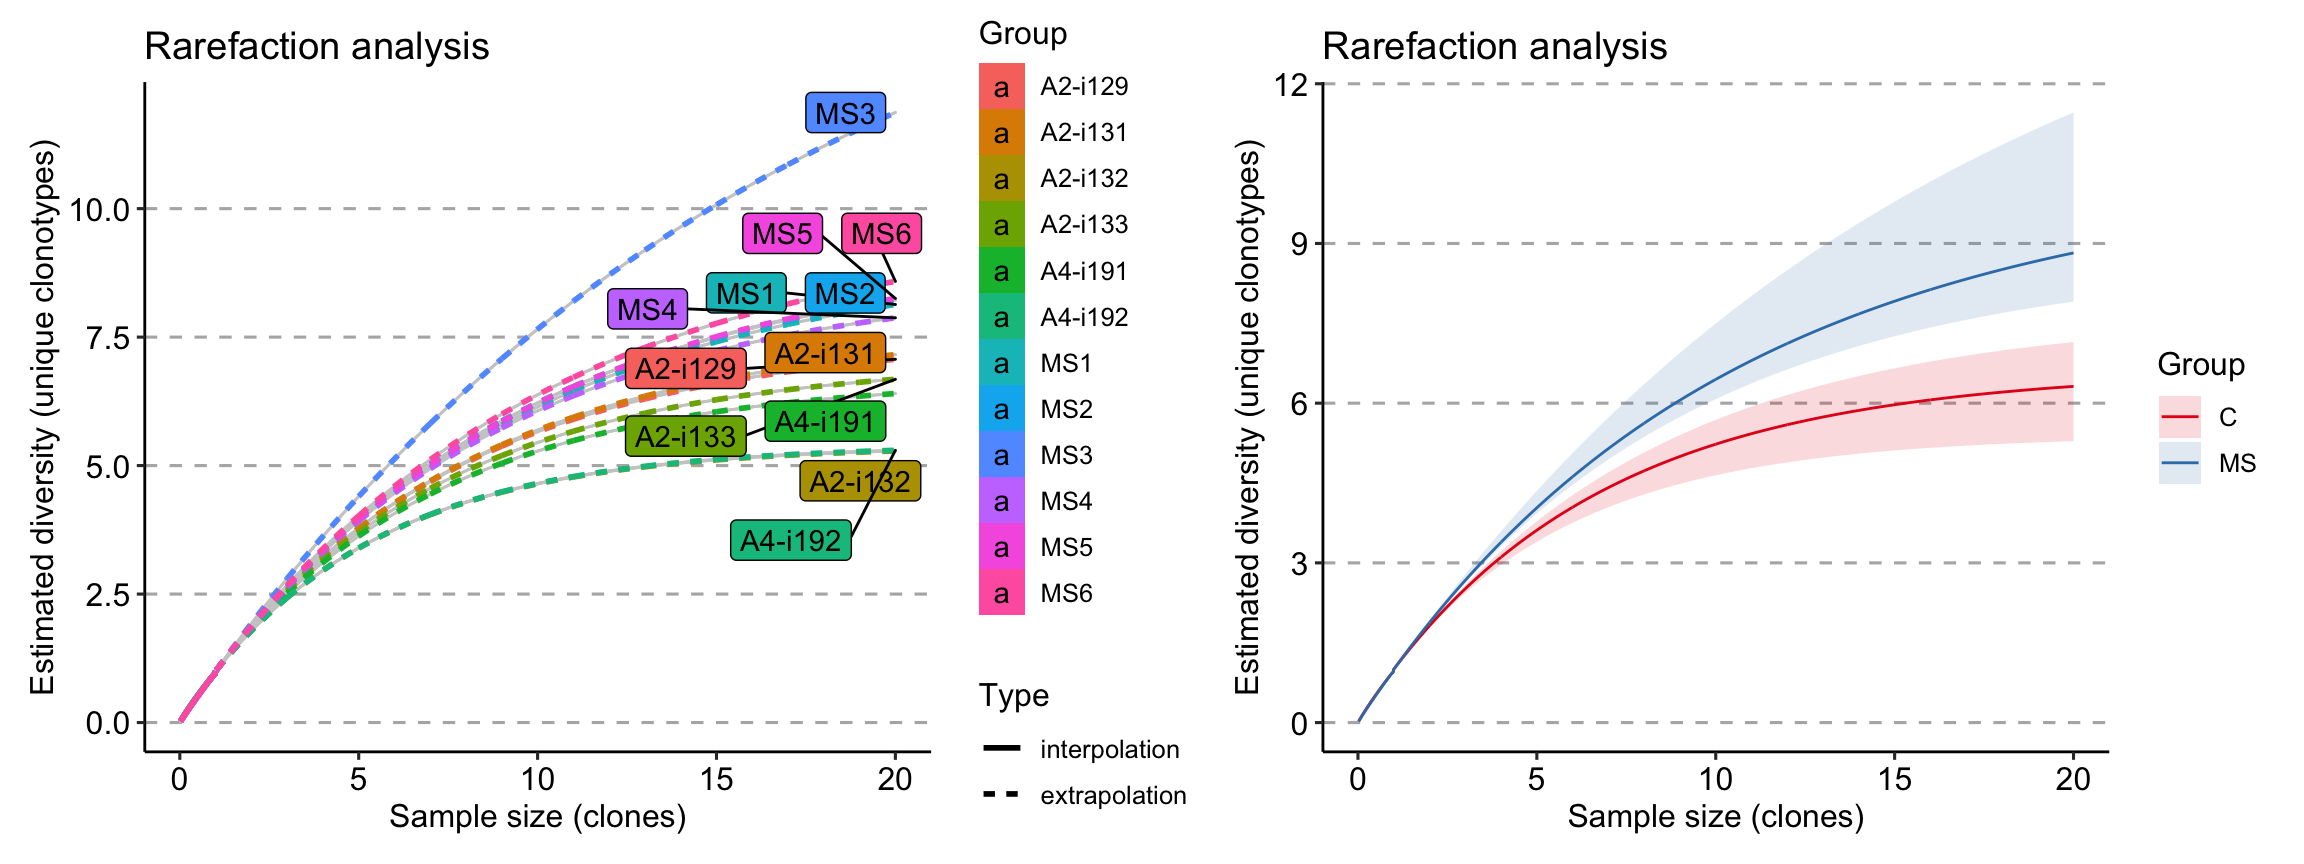 Rarefaction analysis
Estimated diversity (unique clonotypes)
10.0
7.5
5.0
2.5
0.0
0
5
10
15
20
Sample size (clones)
MS3
MS5
MS6
MS1
MS2
MS4
A2-i131
A2-i129
A4-i191
A2-i133
A2-i132
A4-i192
Group
a A2-i129
a A2-i131
a A2-i132
a A2-i133
a A4-i191
a A4-i192
a MS1
a MS2
a MS3
a MS4
a MS5
a MS6
Type
interpolation
extrapolation
Rarefaction analysis
Estimated diversity (unique clonotypes)
12
9
6
3
0
0
5
10
15
20
Sample size (clones)
Group
C
MS